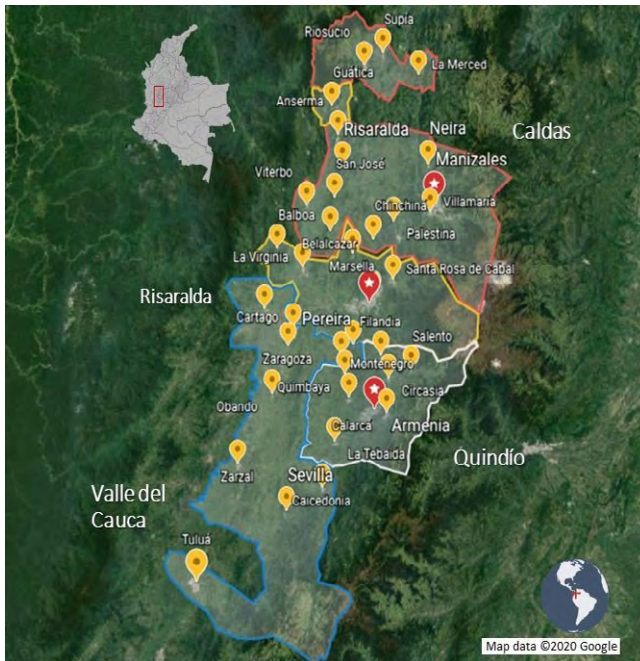 Supía
Riosucio
La Merced
Guática
Anserma
Risaralda
Neira
Caldas
San José
Manizales
Viterbo
Chinchina
Villamaría
Balboa
Palestina
Belalcazar
La Virginia
Marsella
Santa Rosa de Cabal
Risaralda
Cartago
Pereira
Filandia
Salento
Zaragoza
Montenegro
Quimbaya
Circasia
Obando
Calarcá
Armenia
La Tebaida
Quindío
Zarzal
Sevilla
Valle del
Cauca
Caicedonia
Tuluá
Map data ©2020 Google